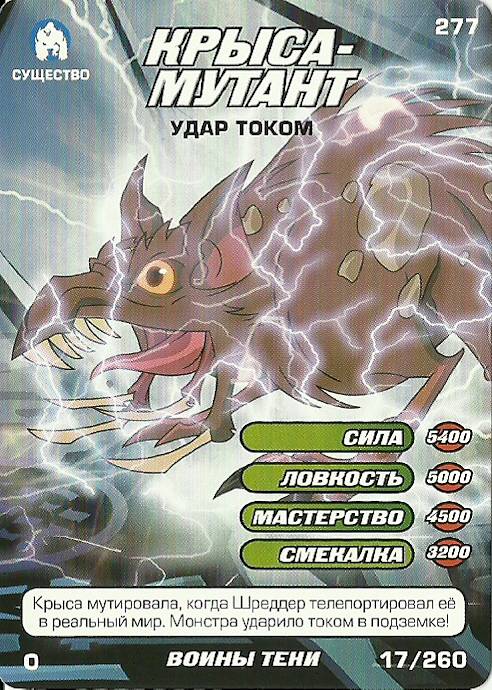 277
СУЩЕСТВО
КРЫСА-
МУТАНТ
УДАР ТОКОМ
СИЛА 5400
ЛОВКОСТЬ 5000
МАСТЕРСТВО 4500
СМЕКАЛКА 3200
Крыса мутировала, когда Шреддер телепортировал её
в реальный мир. Монстра ударило током в подземке!
0 ВОИНЫ ТЕНИ 17/260